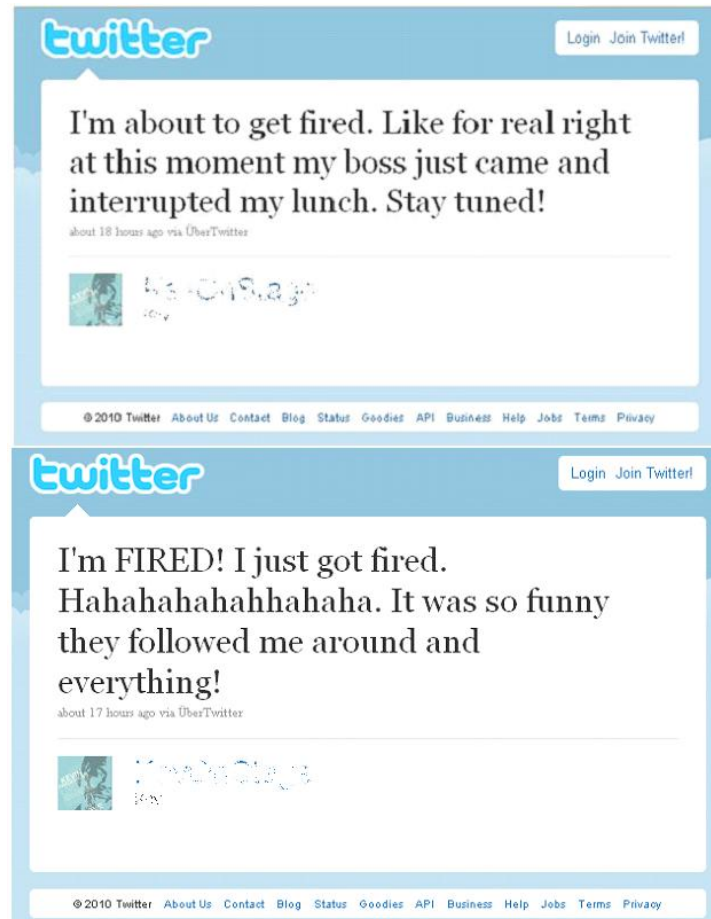 twitter
Login Join Twitter!
I'm about to get fired. Like for real right
at this moment my boss just came and
interrupted my lunch. Stay tuned!
about 18 hours ago via ÜberTwitter
© 2010 Twitter About Us Contact Blog Status Goodies API Business Help Jobs Terms Privacy
twitter
Login Join Twitter!
I'm FIRED! I just got fired.
Hahahahahahhahaha. It was so funny
they followed me around and
everything!
about 17 hours ago via ÜberTwitter
© 2010 Twitter About Us Contact Blog Status Goodies API Business Help Jobs Terms Privacy